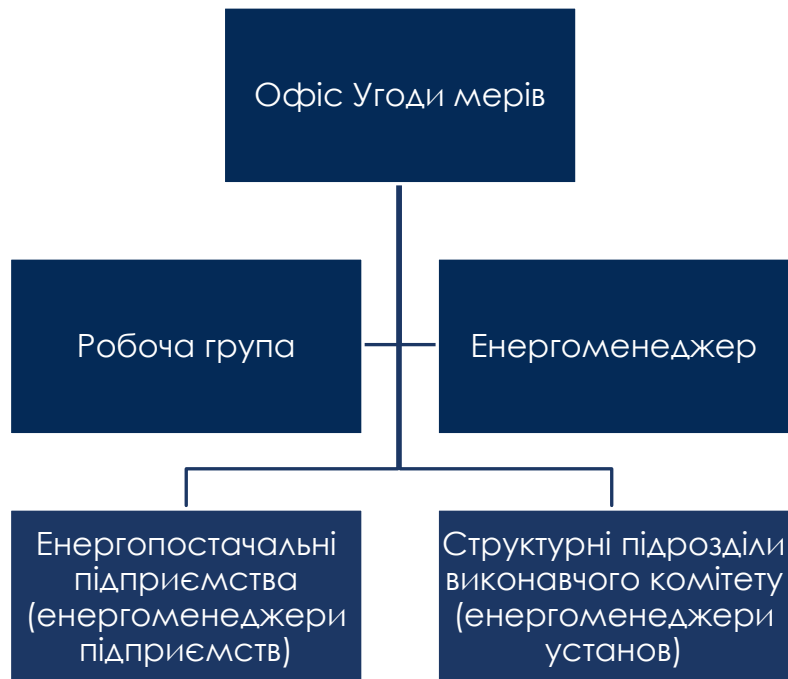 Офіс Угоди мерів
Робоча група
Енергоменеджер
Енергопостачальні
підприємства
(енергоменеджери
підприємств)
Структурні підрозділи
виконавчого комітету
(енергоменеджери
установ)